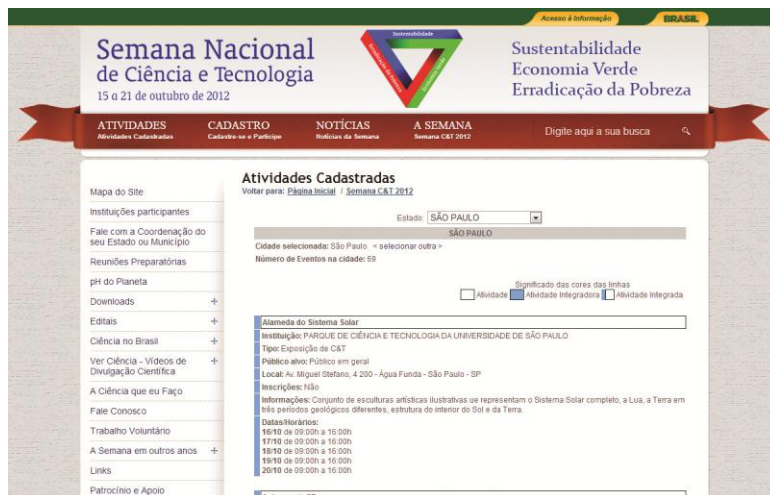 Acesso à Informação
BRASIL
Semana Nacional
de Ciência e Tecnologia
15 a 21 de outubro de 2012
Sustentabilidade
Erradicação da Pobreza
Economia Verde
Sustentabilidade
Economia Verde
Erradicação da Pobreza
ATIVIDADES
Atividades Cadastradas
CADASTRO
Cadastre-se e Participe
NOTÍCIAS
Notícias da Semana
A SEMANA
Semana C&T 2012
Digite aqui a sua busca
Mapa do Site
Instituições participantes
Fale com a Coordenação do
seu Estado ou Município
Reuniões Preparatórias
pH do Planeta
Downloads +
Editais +
Ciência no Brasil +
Ver Ciência - Vídeos de +
Divulgação Científica
A Ciência que eu Faço
Fale Conosco
Trabalho Voluntário
A Semana em outros anos +
Links
Patrocínio e Apoio
Atividades Cadastradas
Voltar para: Página Inicial / Semana C&T 2012
Estado: SÃO PAULO
SÃO PAULO
Cidade selecionada: São Paulo < selecionar outra >
Número de Eventos na cidade: 69
Significado das cores das linhas
Atividade Atividade Integradora Atividade Integrada
Alameda do Sistema Solar
Instituição: PARQUE DE CIÊNCIA E TECNOLOGIA DA UNIVERSIDADE DE SÃO PAULO
Tipo: Exposição de C&T
Público alvo: Público em geral
Local: Av. Miguel Stefano, 4.200 - Água Funda - São Paulo - SP
Inscrições: Não
Informações: Conjunto de esculturas artísticas ilustrativas ue representam o Sistema Solar completo, a Lua, a Terra em
três períodos geológicos diferentes, estrutura do interior do Sol e da Terra.
Datas/Horários:
16/10 de 09:00h a 16:00h
17/10 de 09:00h a 16:00h
18/10 de 09:00h a 16:00h
19/10 de 09:00h a 16:00h
20/10 de 09:00h a 16:00h